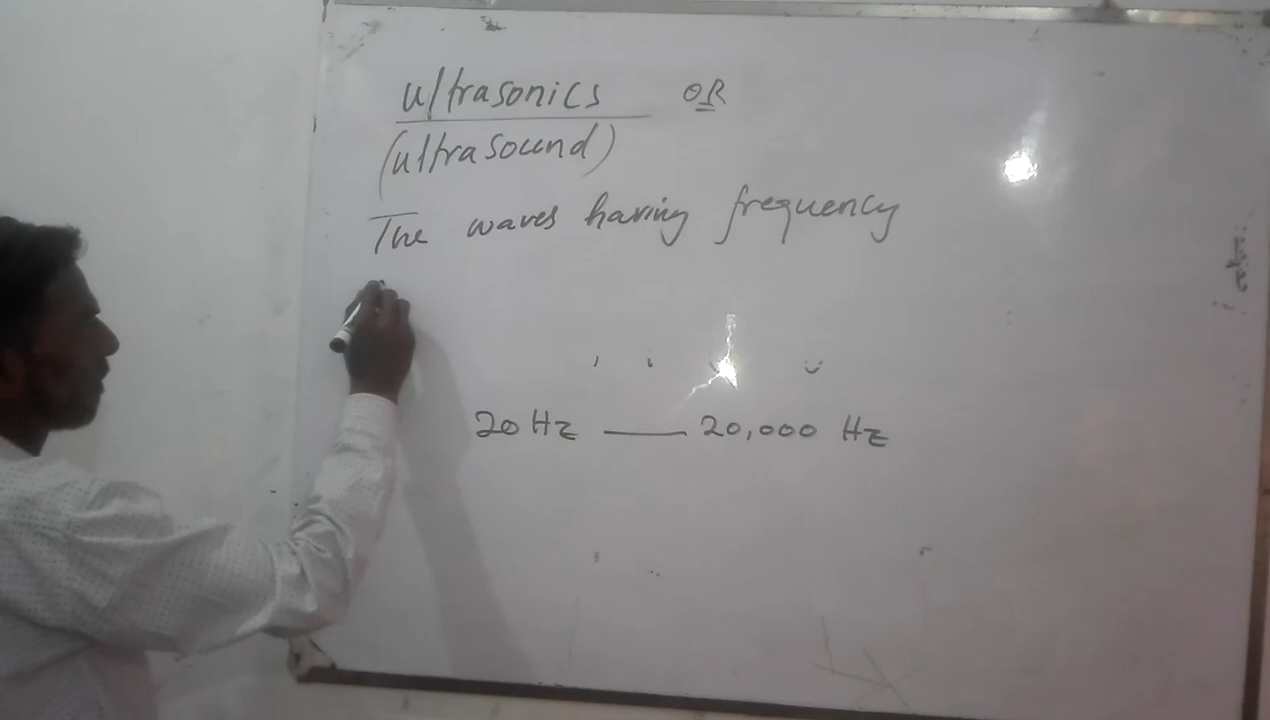 ultrasonics OR
(ultrasound)
The waves having frequency
20 Hz — 20,000 Hz